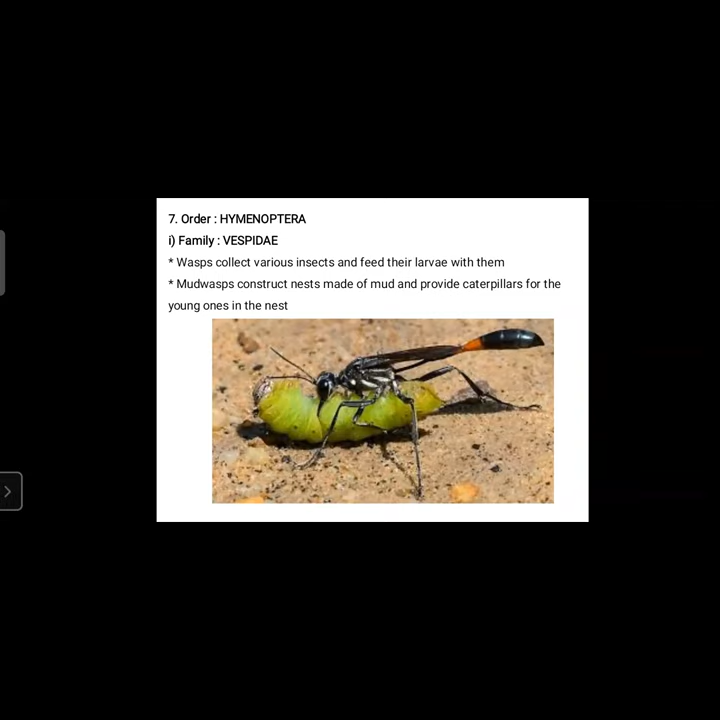 7. Order : HYMENOPTERA
i) Family : VESPIDAE
* Wasps collect various insects and feed their larvae with them
* Mudwasps construct nests made of mud and provide caterpillars for the
young ones in the nest